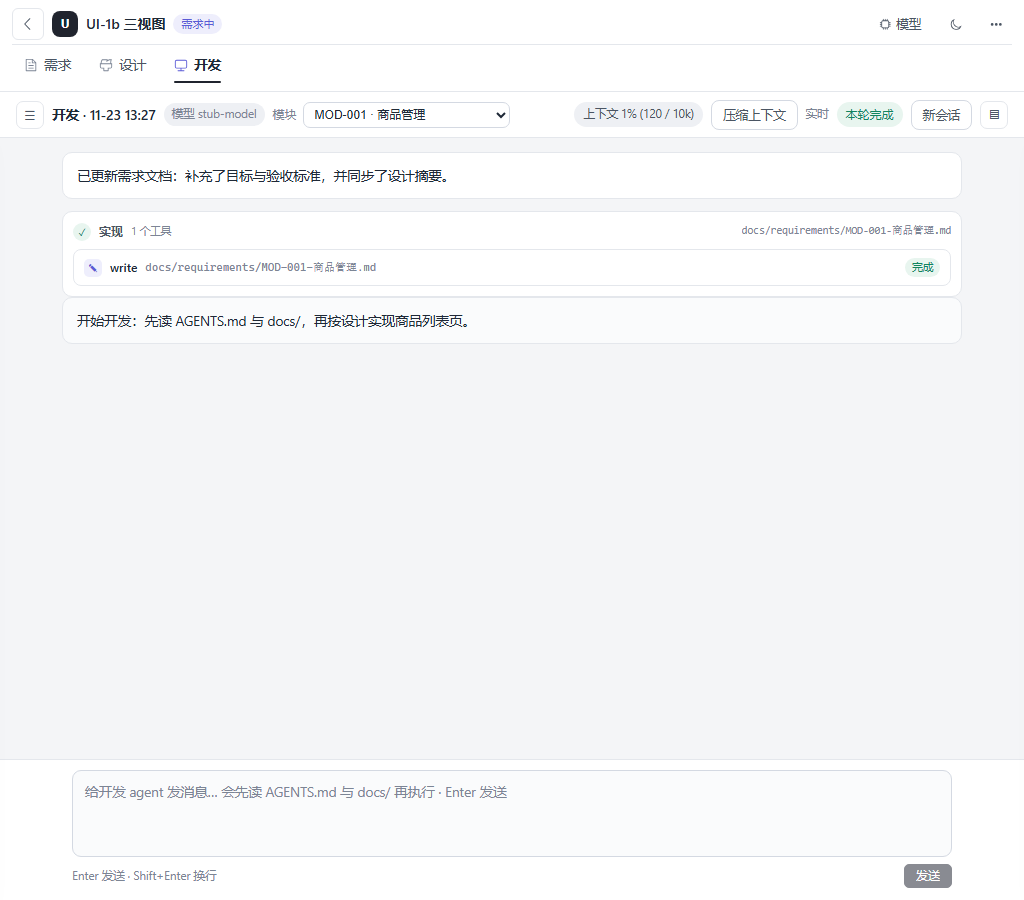 U UI-1b 三视图 需求中 模型
需求 设计 开发
开发 · 11-23 13:27 模型 stub-model 模块 MOD-001 · 商品管理 上下文 1% (120 / 10k) 压缩上下文 实时 本轮完成 新会话
已更新需求文档：补充了目标与验收标准，并同步了设计摘要。
实现 1 个工具 docs/requirements/MOD-001-商品管理.md
write docs/requirements/MOD-001-商品管理.md 完成
开始开发：先读 AGENTS.md 与 docs/，再按设计实现商品列表页。
给开发 agent 发消息... 会先读 AGENTS.md 与 docs/ 再执行 · Enter 发送
Enter 发送 · Shift+Enter 换行 发送